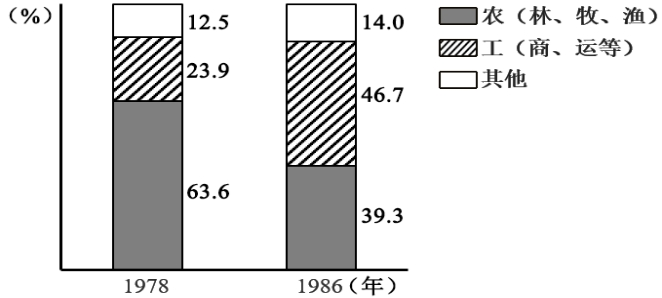 （%）
12.5
23.9
63.6
1978
14.0
46.7
39.3
1986（年）
农（林、牧、渔）
工（商、运等）
其他